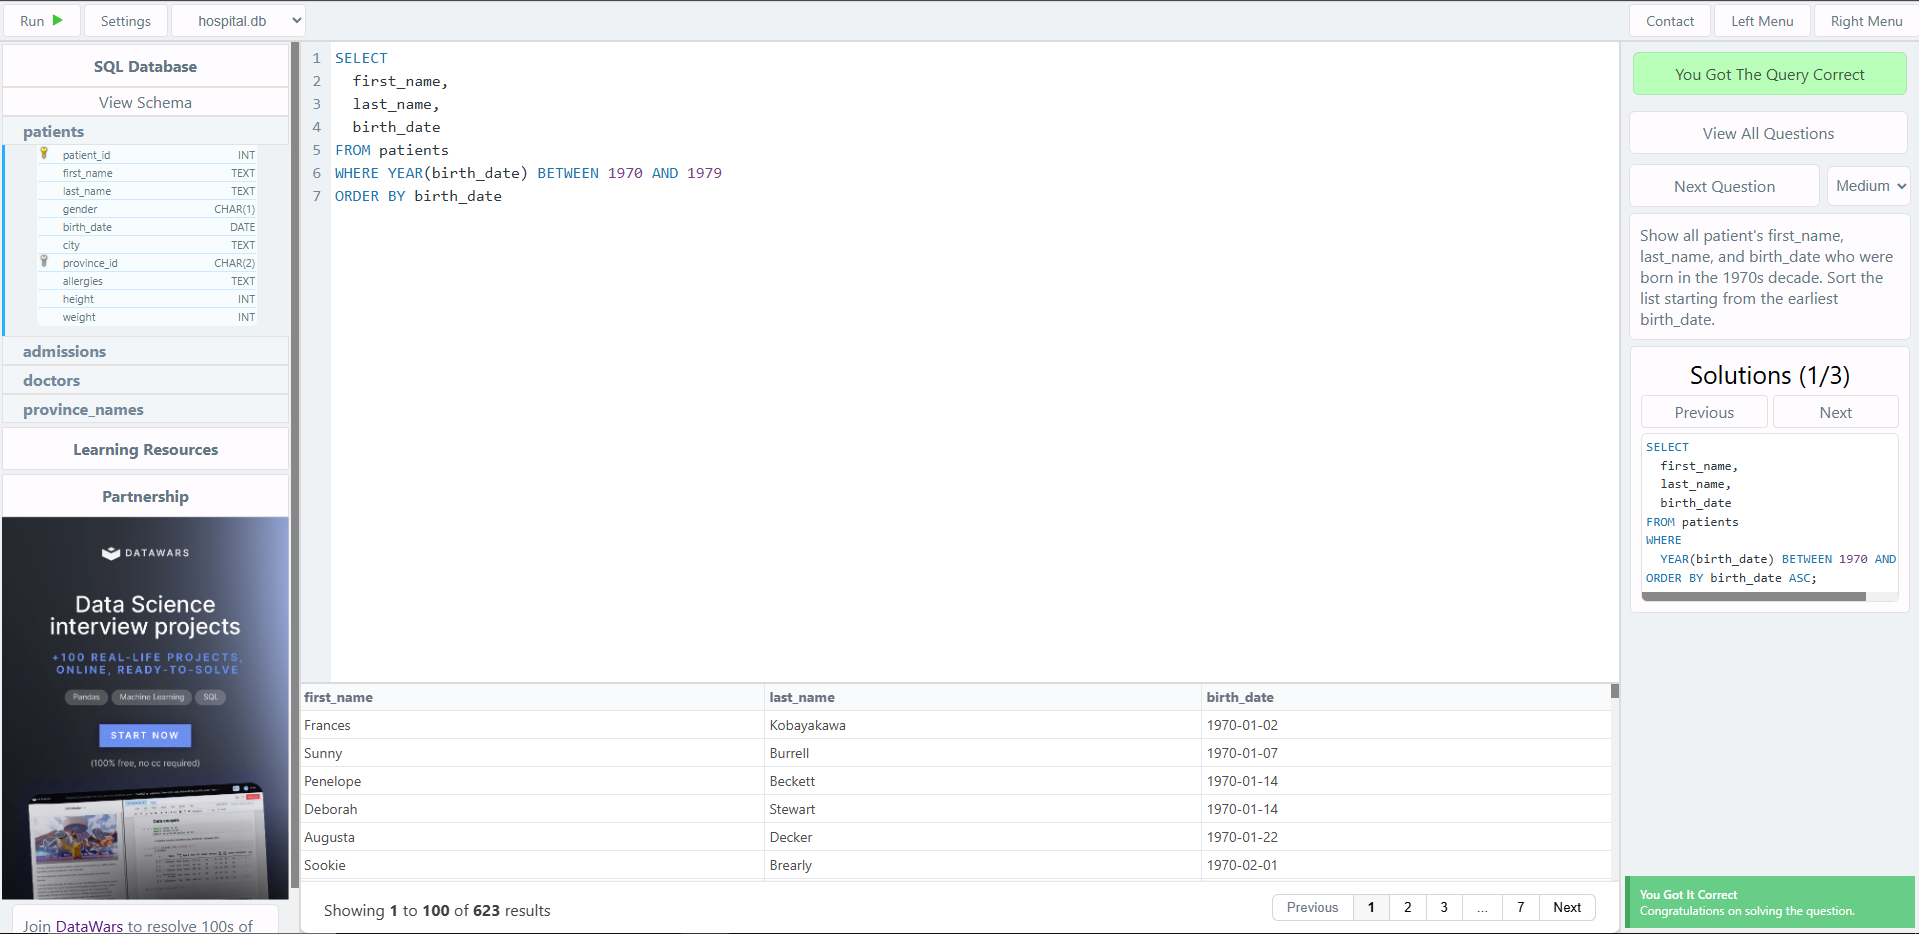 Run
Settings
hospital.db
Contact
Left Menu
Right Menu
SQL Database
View Schema
patients
patient_id INT
first_name TEXT
last_name TEXT
gender CHAR(1)
birth_date DATE
city TEXT
province_id CHAR(2)
allergies TEXT
height INT
weight INT
admissions
doctors
province_names
Learning Resources
Partnership
DATAWARS
Data Science
interview projects
+100 REAL-LIFE PROJECTS,
ONLINE, READY-TO-SOLVE
Pandas Machine Learning SQL
START NOW
(100% free, no cc required)
Join DataWars to resolve 100s of
1 SELECT
2 first_name,
3 last_name,
4 birth_date
5 FROM patients
6 WHERE YEAR(birth_date) BETWEEN 1970 AND 1979
7 ORDER BY birth_date
first_name last_name birth_date
Frances Kobayakawa 1970-01-02
Sunny Burrell 1970-01-07
Penelope Beckett 1970-01-14
Deborah Stewart 1970-01-14
Augusta Decker 1970-01-22
Sookie Brearly 1970-02-01
Showing 1 to 100 of 623 results
Previous 1 2 3 ... 7 Next
You Got The Query Correct
View All Questions
Next Question
Medium
Show all patient's first_name,
last_name, and birth_date who were
born in the 1970s decade. Sort the
list starting from the earliest
birth_date.
Solutions (1/3)
Previous Next
SELECT
first_name,
last_name,
birth_date
FROM patients
WHERE
YEAR(birth_date) BETWEEN 1970 AND
ORDER BY birth_date ASC;
You Got It Correct
Congratulations on solving the question.